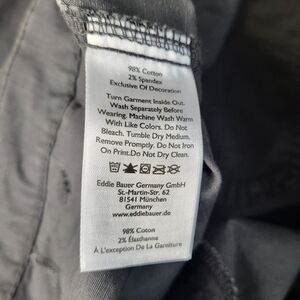 98% Cotton
2% Spandex
Exclusive Of Decoration
Turn Garment Inside Out.
Wash Separately Before
Wearing. Machine Wash Warm
With Like Colors. Do Not
Bleach. Tumble Dry Medium.
Remove Promptly. Do Not Iron
On Print.Do Not Dry Clean.
Eddie Bauer Germany GmbH
St.-Martin-Str. 62
81541 München
Germany
www.eddiebauer.de
98% Coton
2% Élasthanne
À L'exception De La Garniture